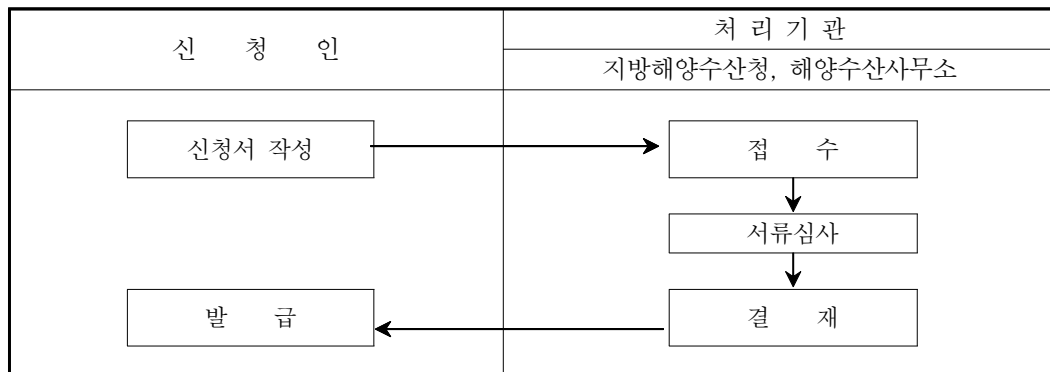 신 청 인
처 리 기 관
지방해양수산청, 해양수산사무소
신청서 작성
접 수
서류심사
발 급
결 재